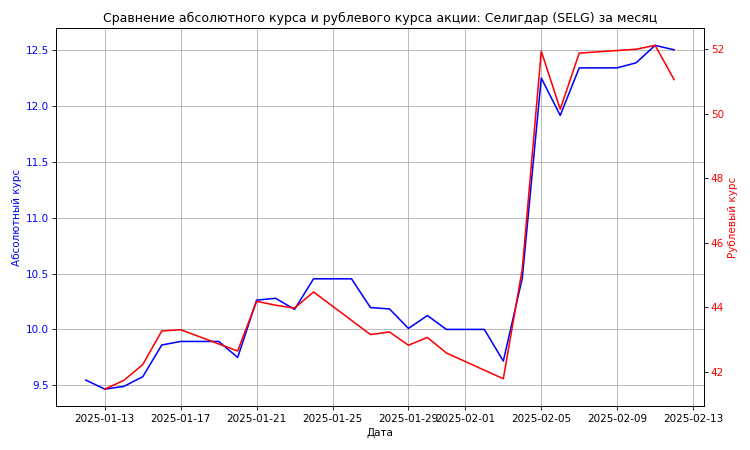 Сравнение абсолютного курса и рублевого курса акции: Селигдар (SELG) за месяц
12.5
12.0
11.5
11.0
10.5
10.0
9.5
Абсолютный курс
52
50
48
46
44
42
Рублевый курс
2025-01-13 2025-01-17 2025-01-21 2025-01-25 2025-01-29 2025-02-01 2025-02-05 2025-02-09 2025-02-13
Дата